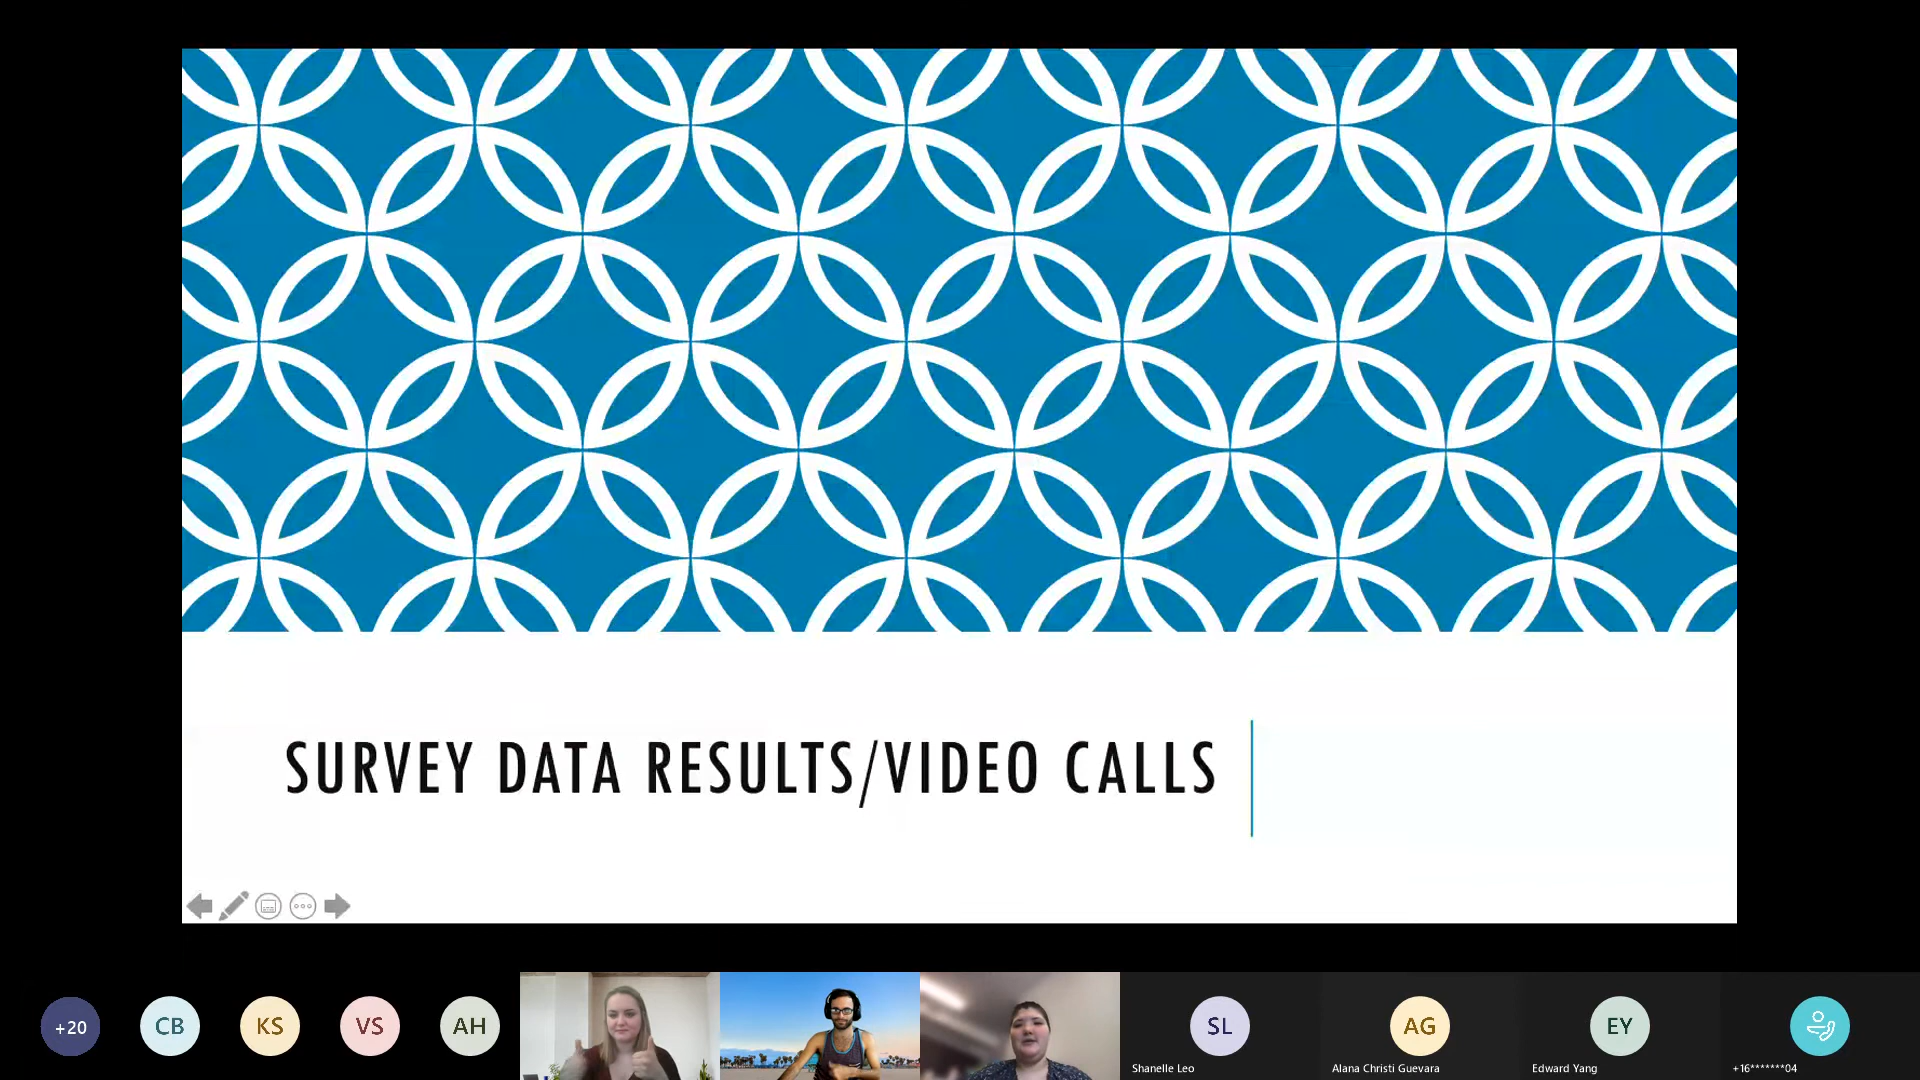 SURVEY DATA RESULTS/VIDEO CALLS
+20
CB
KS
VS
AH
SL
AG
EY
Shanelle Leo
Alana Christi Guevara
Edward Yang
+16*******04